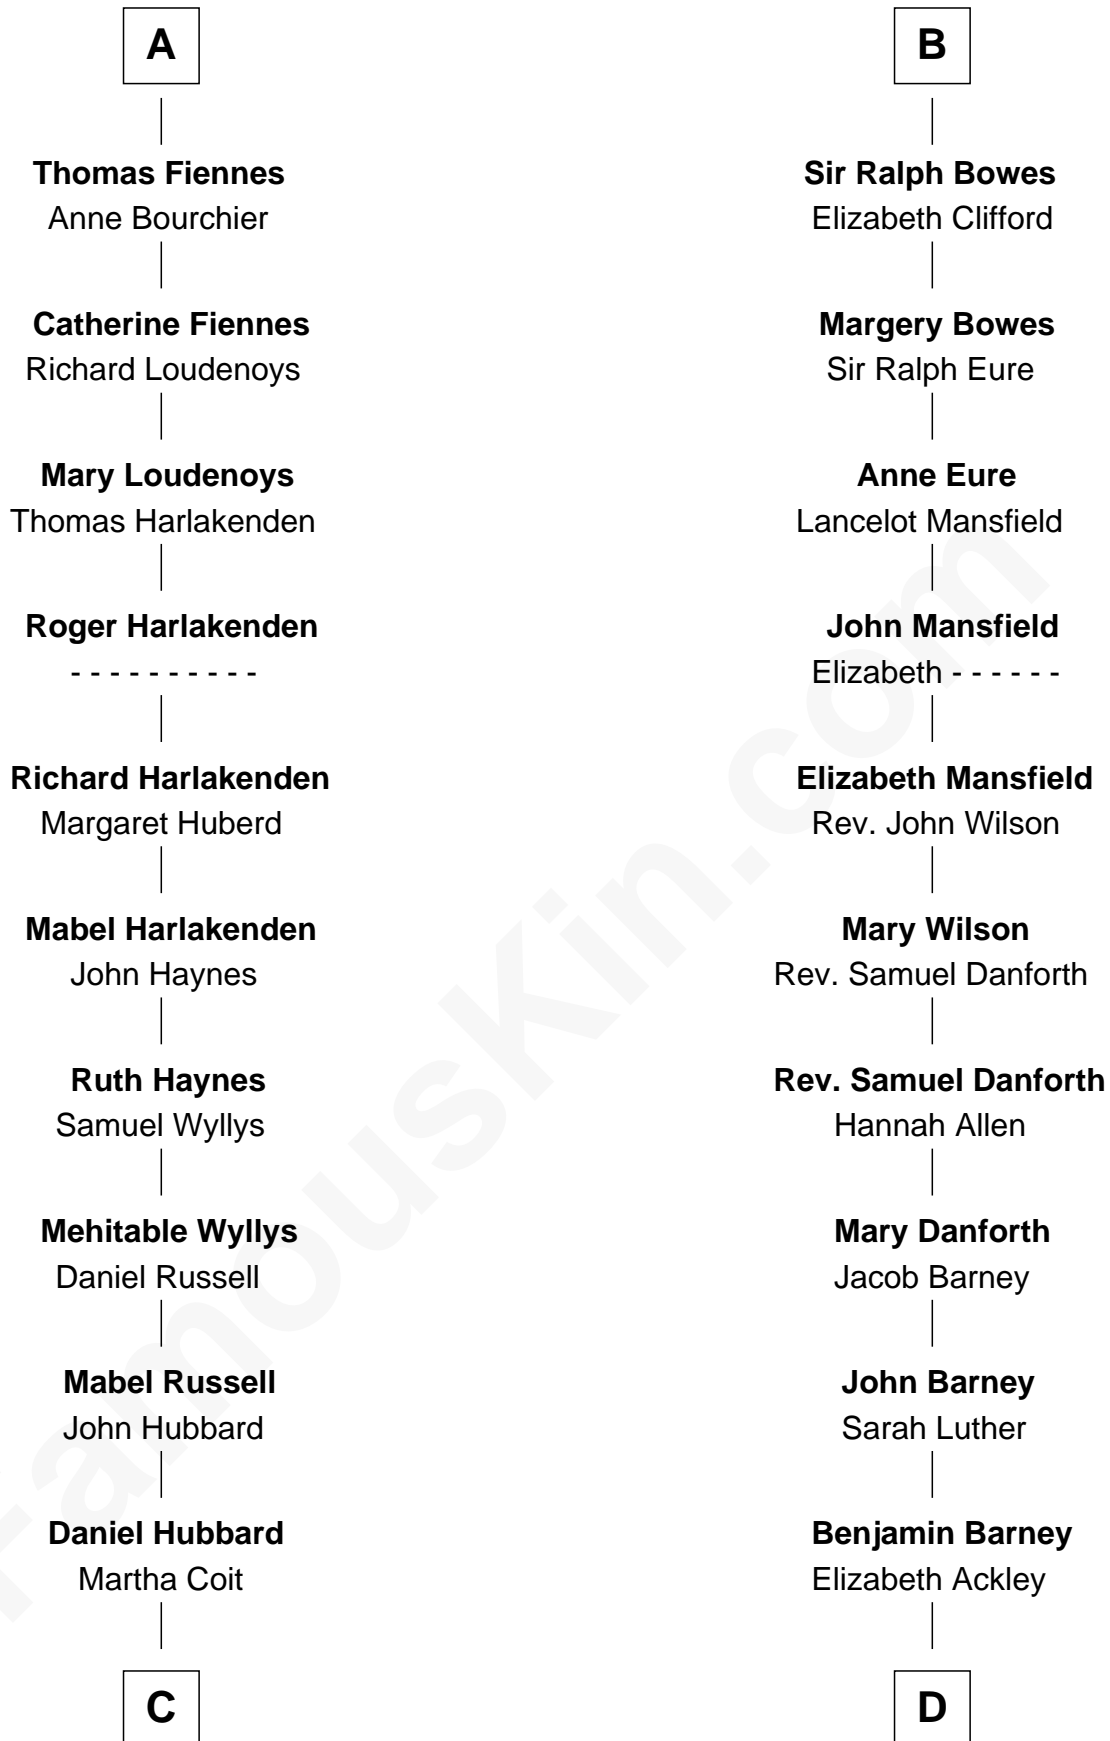 A
Thomas Fiennes
Anne Bourchier
Catherine Fiennes
Richard Loudenoys
Mary Loudenoys
Thomas Harlakenden
Roger Harlakenden
- - - - - - - - - -
Richard Harlakenden
Margaret Huberd
Mabel Harlakenden
John Haynes
Ruth Haynes
Samuel Wyllys
Mehitable Wyllys
Daniel Russell
Mabel Russell
John Hubbard
Daniel Hubbard
Martha Coit
C
B
Sir Ralph Bowes
Elizabeth Clifford
Margery Bowes
Sir Ralph Eure
Anne Eure
Lancelot Mansfield
John Mansfield
Elizabeth - - - - - -
Elizabeth Mansfield
Rev. John Wilson
Mary Wilson
Rev. Samuel Danforth
Rev. Samuel Danforth
Hannah Allen
Mary Danforth
Jacob Barney
John Barney
Sarah Luther
Benjamin Barney
Elizabeth Ackley
D
FamousKin.com